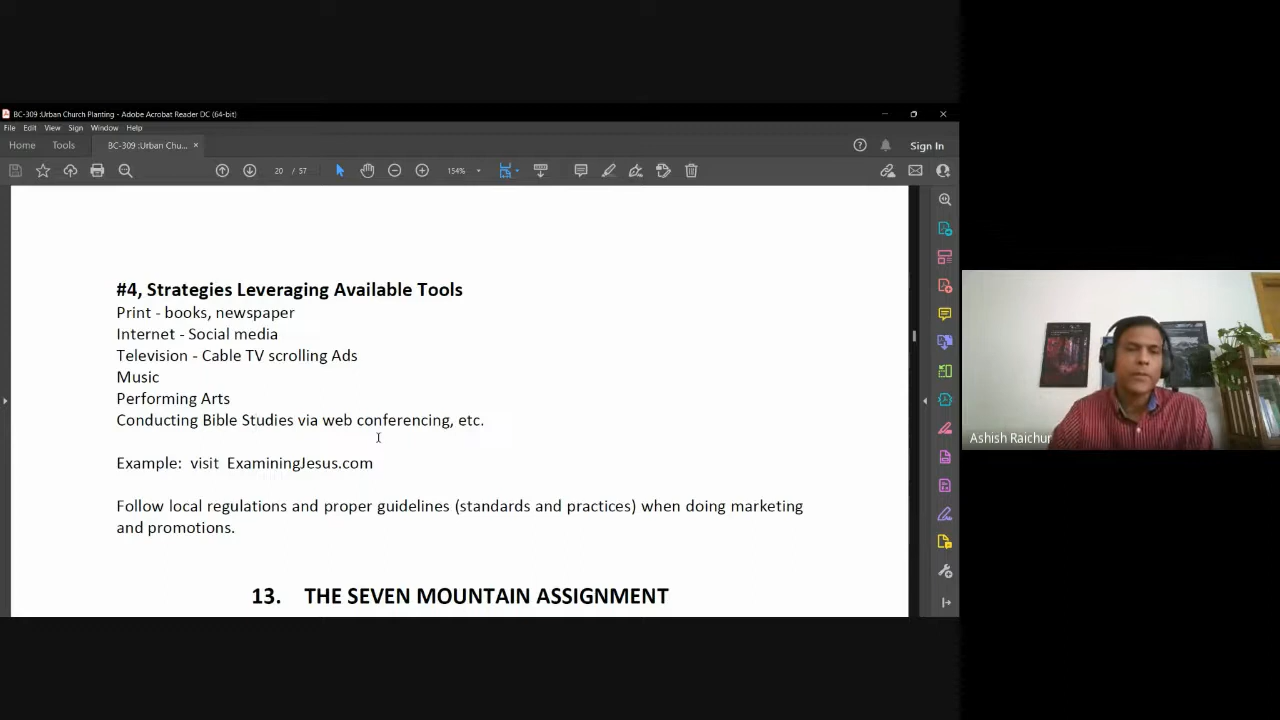 BC-309 :Urban Church Planting - Adobe Acrobat Reader DC (64-bit)
File Edit View Sign Window Help
Home Tools BC-309 :Urban Chu... × Sign In
20 / 57 154%
#4, Strategies Leveraging Available Tools
Print - books, newspaper
Internet - Social media
Television - Cable TV scrolling Ads
Music
Performing Arts
Conducting Bible Studies via web conferencing, etc.
Example: visit ExaminingJesus.com
Follow local regulations and proper guidelines (standards and practices) when doing marketing
and promotions.
13. THE SEVEN MOUNTAIN ASSIGNMENT
Ashish Raichur